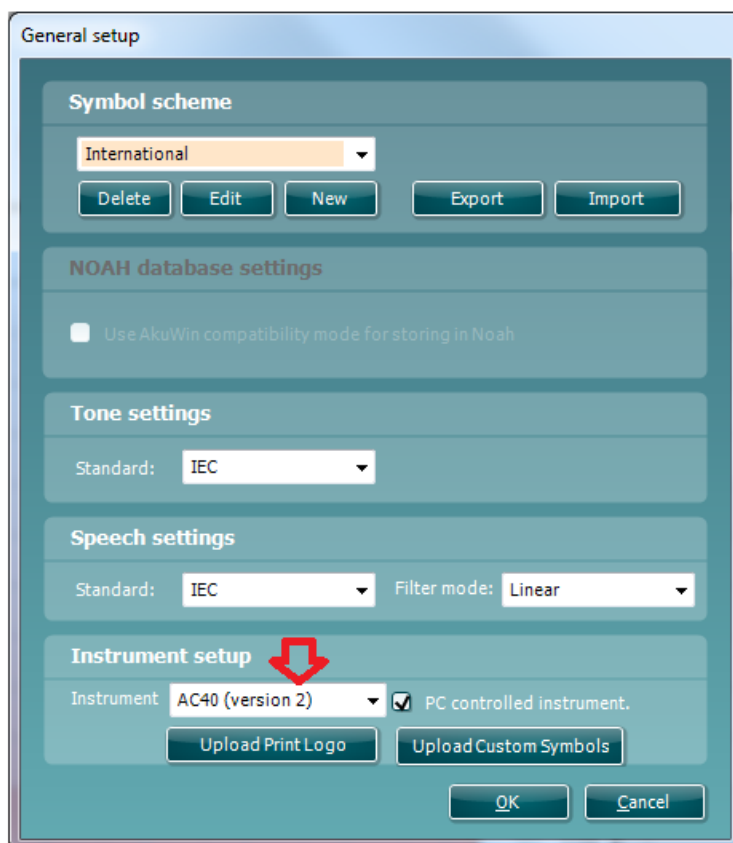 General setup
Symbol scheme
International
Delete Edit New Export Import
NOAH database settings
Use AkuWin compatibility mode for storing in Noah
Tone settings
Standard: IEC
Speech settings
Standard: IEC Filter mode: Linear
Instrument setup
Instrument AC40 (version 2) PC controlled instrument.
Upload Print Logo Upload Custom Symbols
OK Cancel